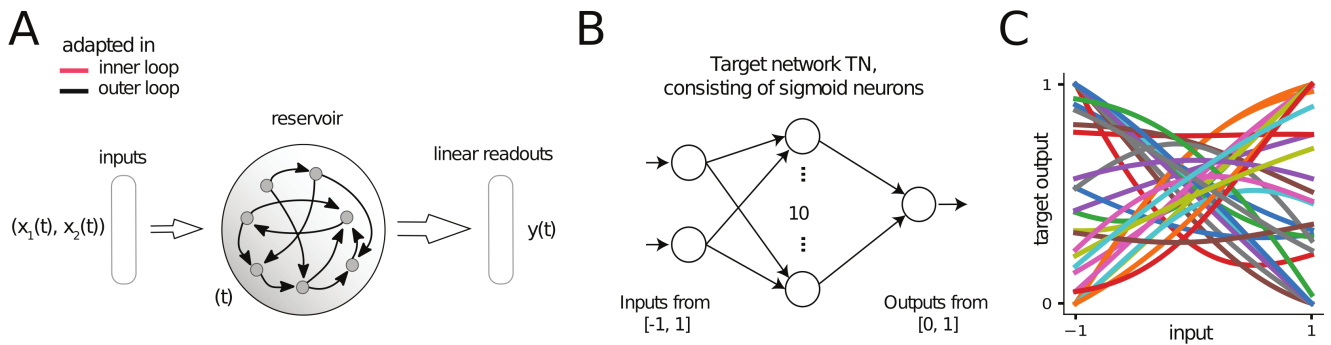 A
adapted in
inner loop
outer loop
reservoir
inputs
linear readouts
(x1(t), x2(t))
y(t)
(t)
B
Target network TN,
consisting of sigmoid neurons
...
10
...
Inputs from
[-1, 1]
Outputs from
[0, 1]
C
1
target output
0
−1
input
1